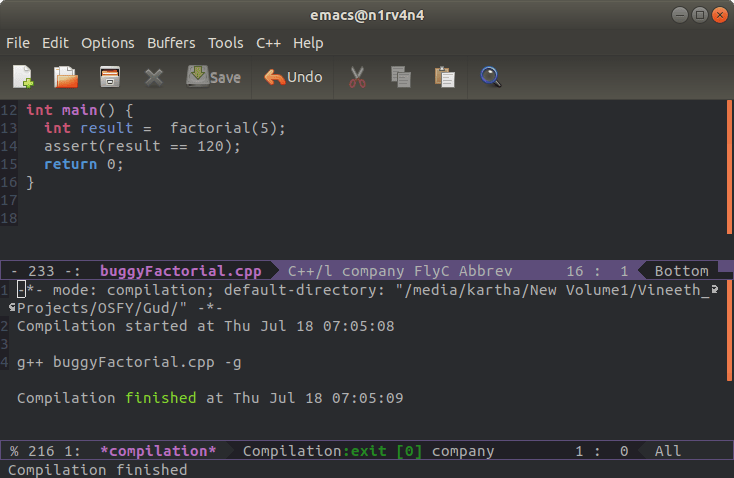 emacs@n1rv4n4
File Edit Options Buffers Tools C++ Help
Save Undo
12 int main() {
13   int result =  factorial(5);
14   assert(result == 120);
15   return 0;
16 }
17
18
- 233 -:  buggyFactorial.cpp  C++/l company FlyC Abbrev      16 :  1  Bottom
1 -*- mode: compilation; default-directory: "/media/kartha/New Volume1/Vineeth_
Projects/OSFY/Gud/" -*-
2 Compilation started at Thu Jul 18 07:05:08
3
4 g++ buggyFactorial.cpp -g
Compilation finished at Thu Jul 18 07:05:09
% 216 1:  *compilation*  Compilation:exit [0] company      1 :  0  All
Compilation finished